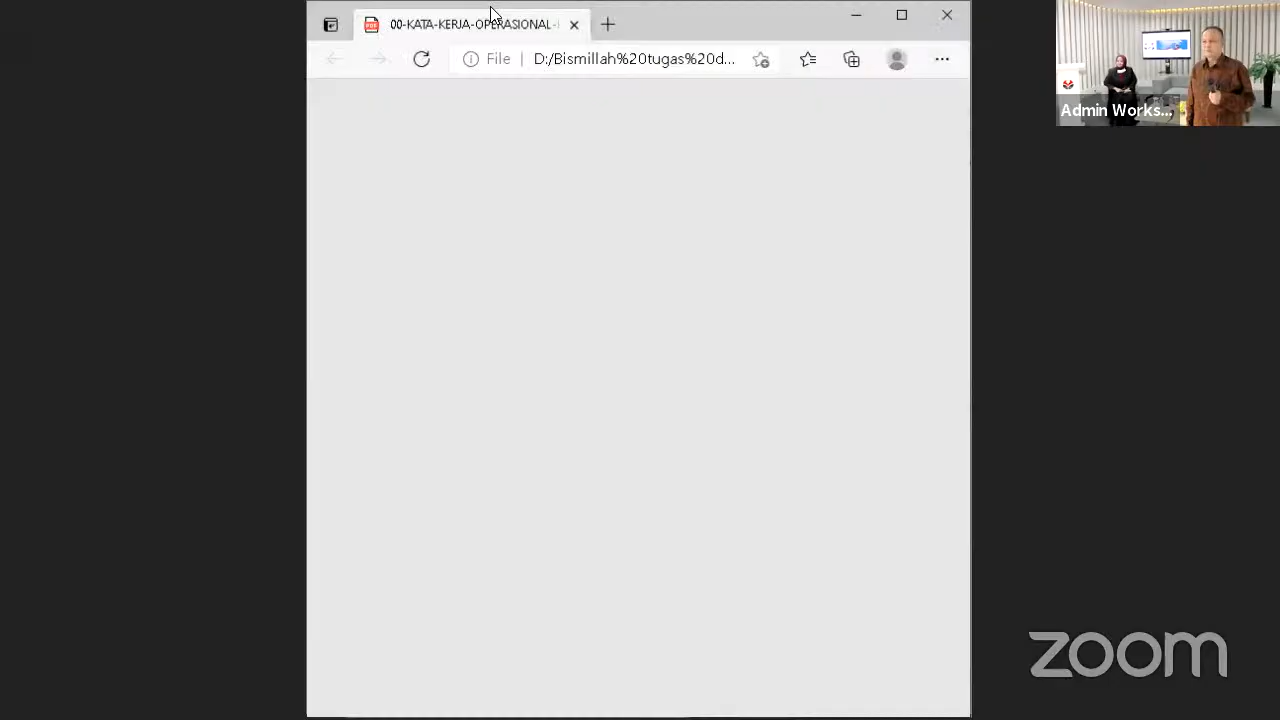 00-KATA-KERJA-OPERASIONAL-
File
D:/Bismillah%20tugas%20d...
Admin Works...
zoom